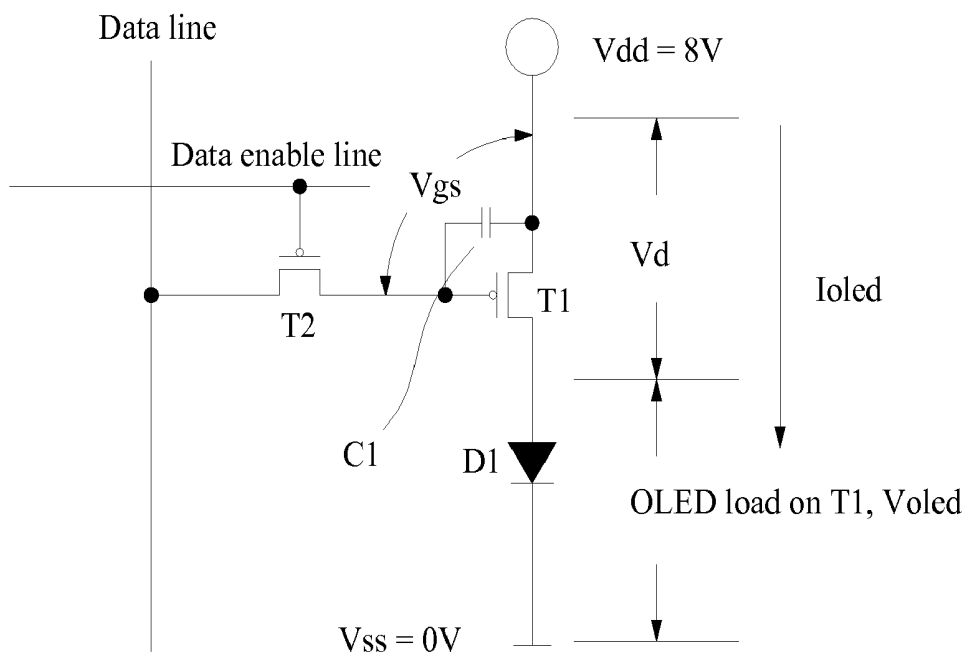 Data line
Vdd = 8V
Data enable line
Vgs
Vd
T1
Ioled
T2
C1
D1
OLED load on T1, Voled
Vss = 0V